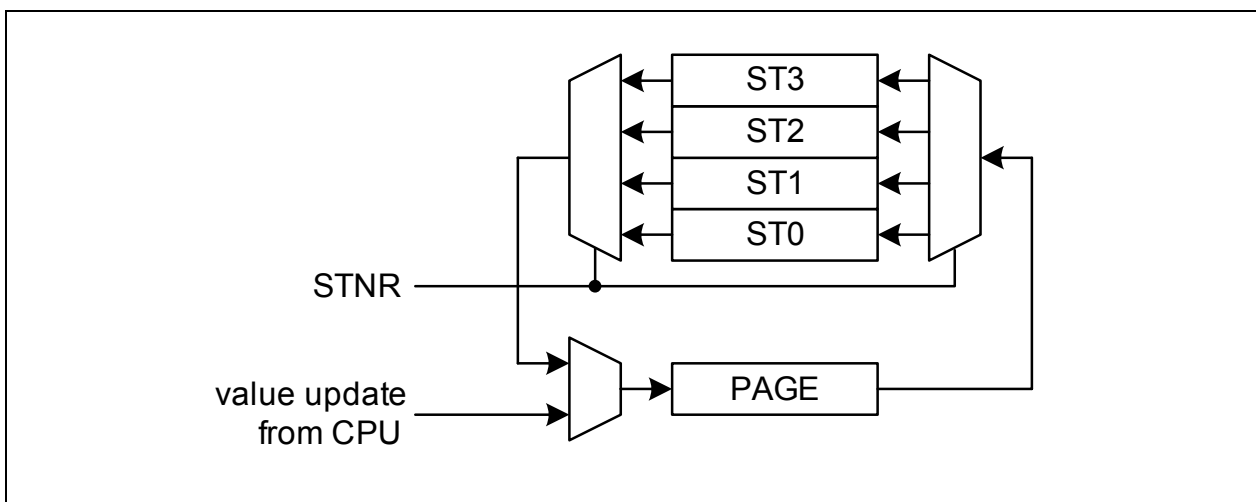 ST3
ST2
ST1
ST0
STNR
value update
from CPU
PAGE